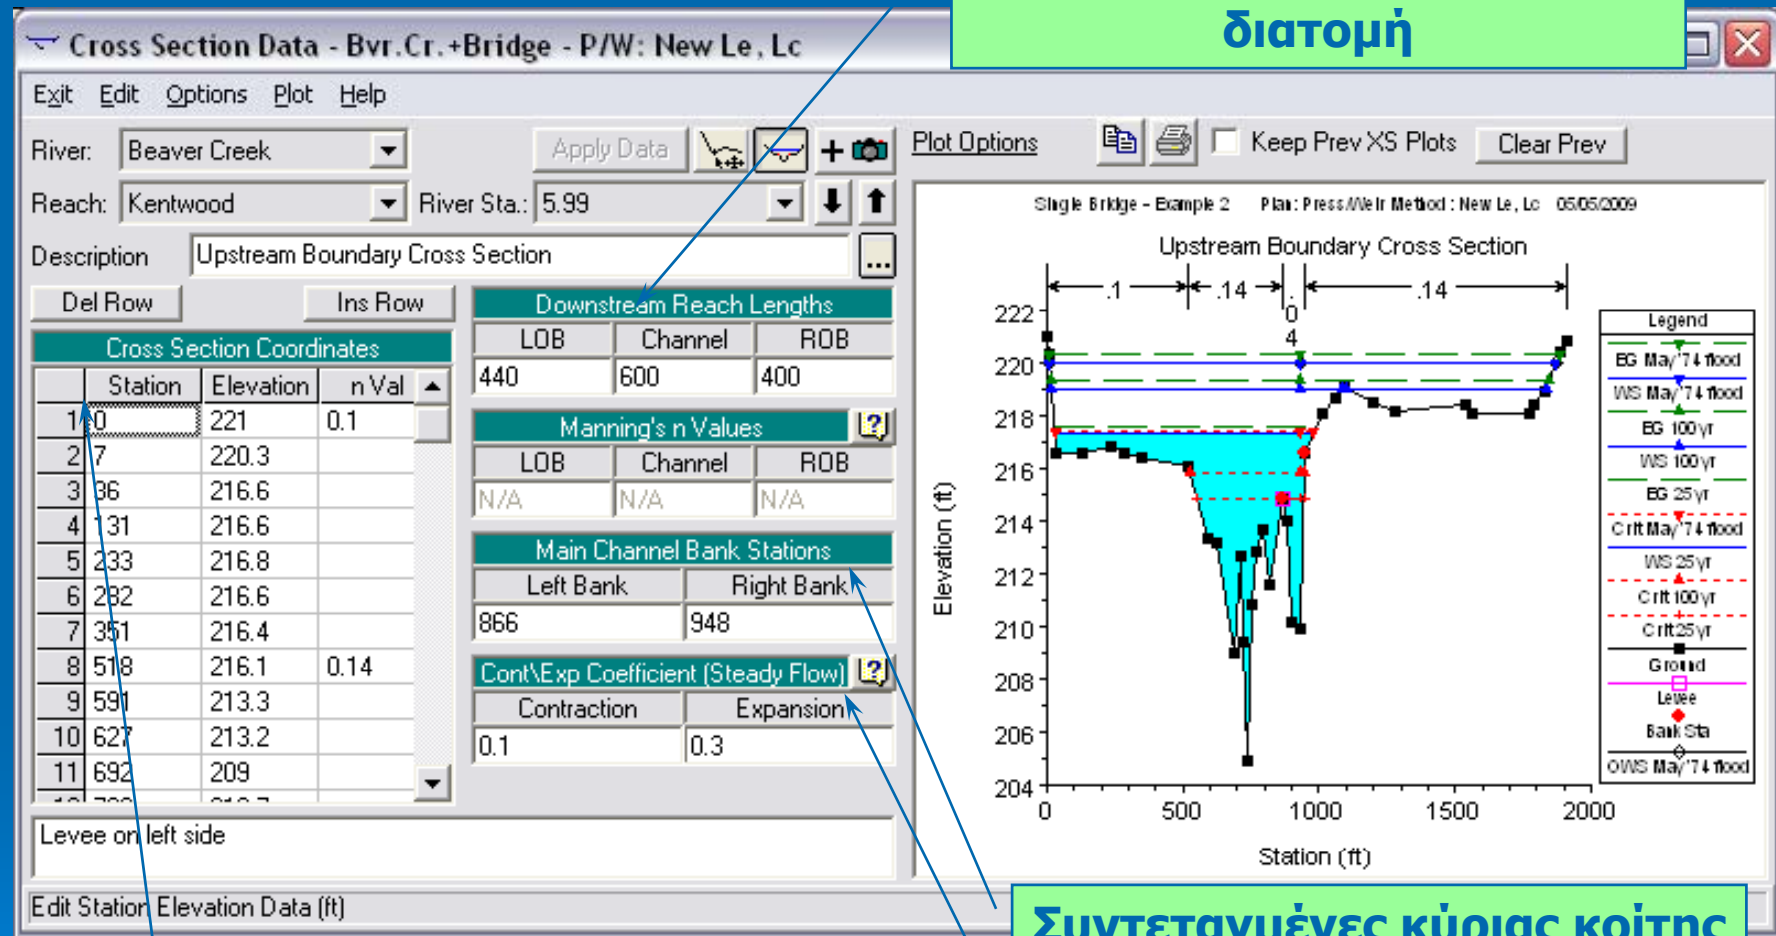 διατομή
Cross Section Data - Bvr.Cr.+Bridge - P/W: New Le, Lc
Exit Edit Options Plot Help
River: Beaver Creek Apply Data
Plot Options Keep Prev XS Plots Clear Prev
Reach: Kentwood River Sta.: 5.99
Description Upstream Boundary Cross Section ...
Del Row Ins Row
Cross Section Coordinates
Station Elevation n Val
1 0 221 0.1
2 7 220.3
3 36 216.6
4 131 216.6
5 233 216.8
6 282 216.6
7 351 216.4
8 518 216.1 0.14
9 591 213.3
10 627 213.2
11 692 209
Downstream Reach Lengths
LOB Channel ROB
440 600 400
Manning's n Values
LOB Channel ROB
N/A N/A N/A
Main Channel Bank Stations
Left Bank Right Bank
866 948
Cont\Exp Coefficient (Steady Flow)
Contraction Expansion
0.1 0.3
Levee on left side
Edit Station Elevation Data (ft)
Single Bridge - Example 2 Plan: Press/Weir Method : New Le, Lc 05/05/2009
Upstream Boundary Cross Section
.1 .14 .04 .14
222
220
218
216
214
212
210
208
206
204
Elevation (ft)
0 500 1000 1500 2000
Station (ft)
Legend
EG May '74 flood
WS May '74 flood
EG 100 yr
WS 100 yr
EG 25 yr
Crit May '74 flood
WS 25 yr
Crit 100 yr
Crit 25 yr
Ground
Levee
Bank Sta
OWS May '74 flood
Συντεταγμένες κύριας κοίτης